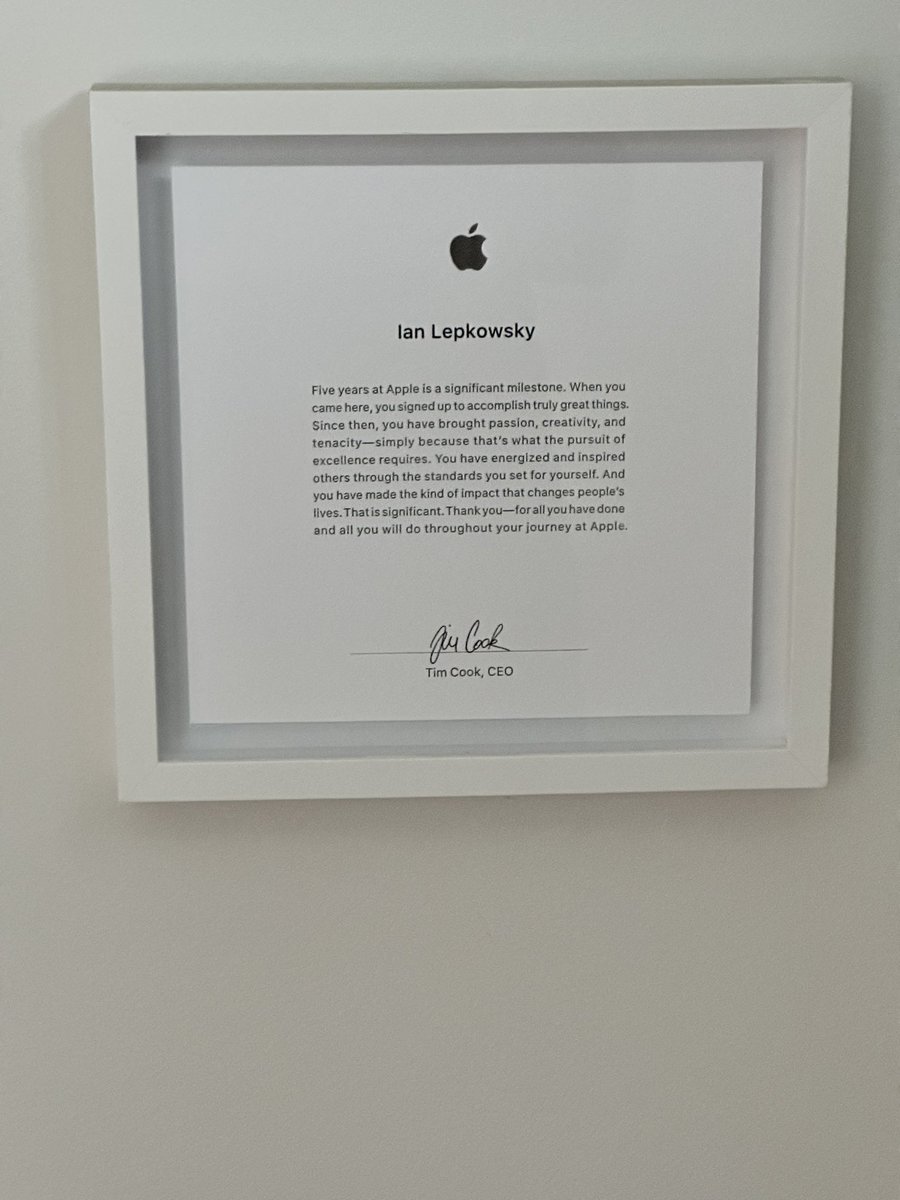 Ian Lepkowsky
Five years at Apple is a significant milestone. When you
came here, you signed up to accomplish truly great things.
Since then, you have brought passion, creativity, and
tenacity—simply because that's what the pursuit of
excellence requires. You have energized and inspired
others through the standards you set for yourself. And
you have made the kind of impact that changes people's
lives. That is significant. Thank you—for all you have done
and all you will do throughout your journey at Apple.
Tim Cook
Tim Cook, CEO